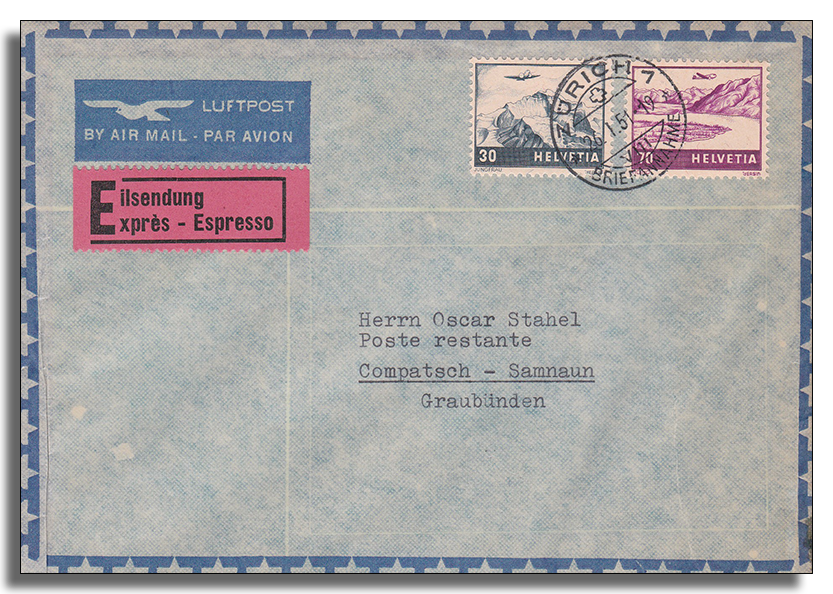 LUFTPOST
BY AIR MAIL - PAR AVION
Eilsendung
Exprès - Espresso
30 HELVETIA
JUNGFRAU
70 HELVETIA
ZÜRICH 7
BRIEFANNAHME
Herrn Oscar Stahel
Poste restante
Compatsch - Samnaun
Graubünden